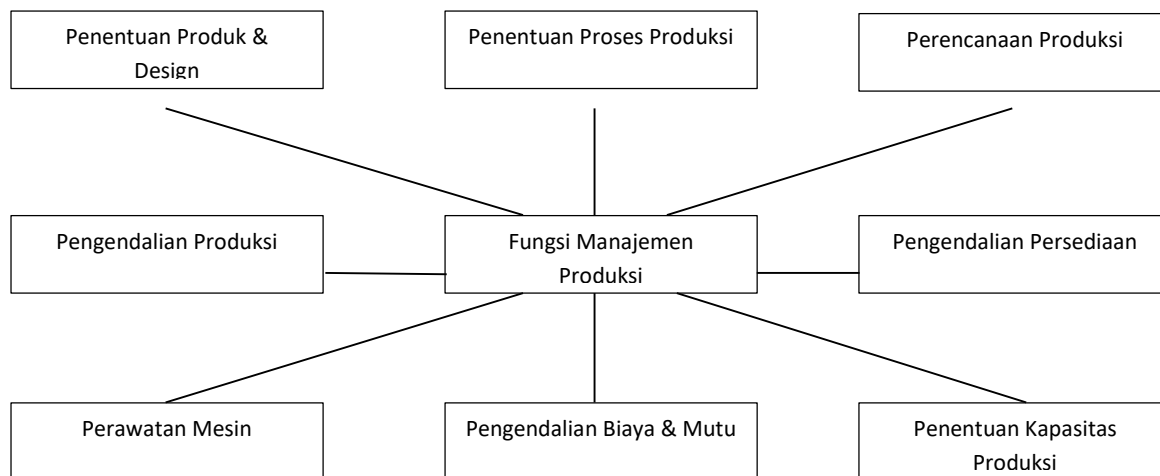 Penentuan Produk &
Design
Penentuan Proses Produksi
Perencanaan Produksi
Pengendalian Produksi
Fungsi Manajemen
Produksi
Pengendalian Persediaan
Perawatan Mesin
Pengendalian Biaya & Mutu
Penentuan Kapasitas
Produksi